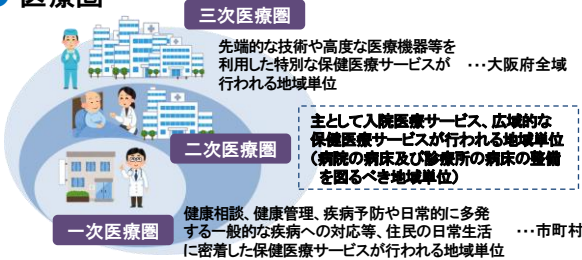 医療圏
三次医療圏
先端的な技術や高度な医療機器等を
利用した特別な保健医療サービスが …大阪府全域
行われる地域単位
主として入院医療サービス、広域的な
保健医療サービスが行われる地域単位
（病院の病床及び診療所の病床の整備
を図るべき地域単位）
二次医療圏
健康相談、健康管理、疾病予防や日常的に多発
する一般的な疾病への対応等、住民の日常生活 …市町村
に密着した保健医療サービスが行われる地域単位
一次医療圏